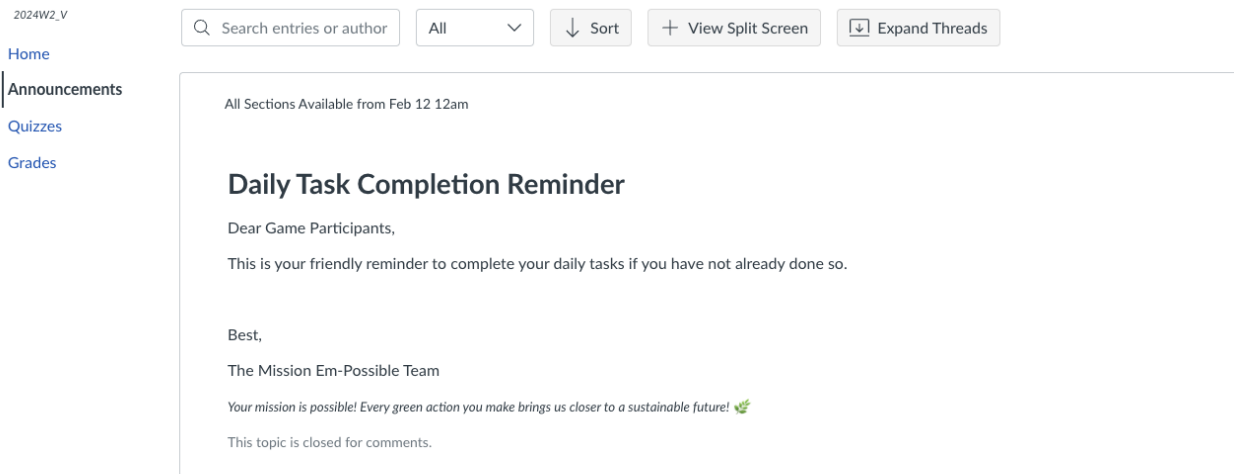 2024W2_V
Home
Announcements
Quizzes
Grades
Search entries or author
All
Sort
View Split Screen
Expand Threads
All Sections Available from Feb 12 12am
Daily Task Completion Reminder
Dear Game Participants,
This is your friendly reminder to complete your daily tasks if you have not already done so.
Best,
The Mission Em-Possible Team
Your mission is possible! Every green action you make brings us closer to a sustainable future! 🌿
This topic is closed for comments.